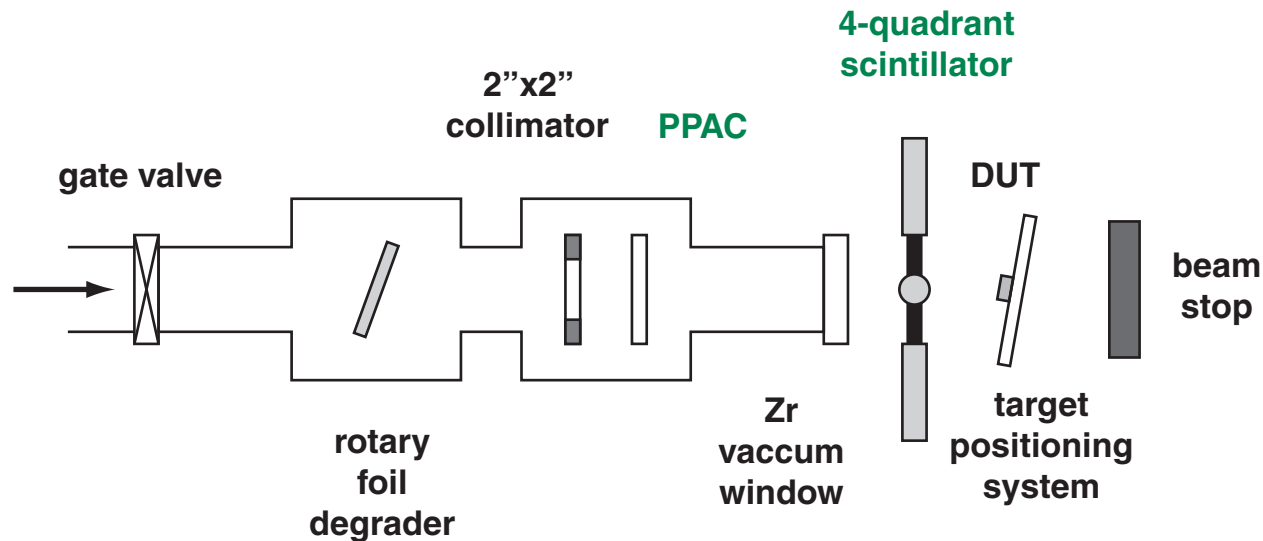 4-quadrant
scintillator
2”x2”
collimator
PPAC
gate valve
DUT
beam
stop
rotary
foil
degrader
Zr
vaccum
window
target
positioning
system